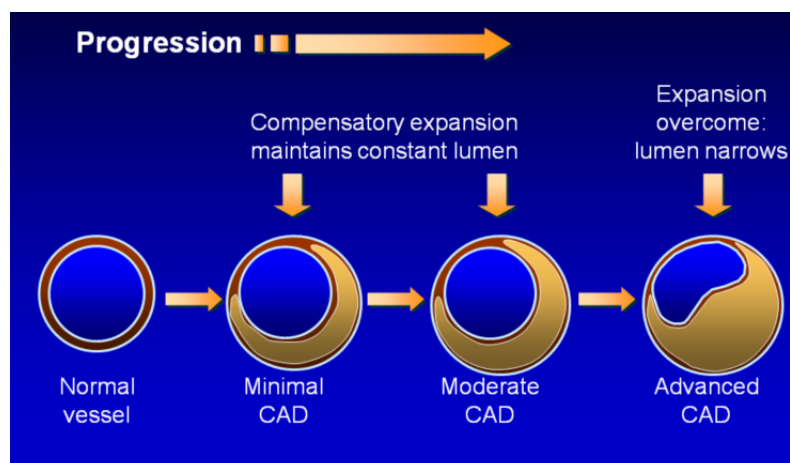 Progression
Compensatory expansion
maintains constant lumen
Expansion
overcome:
lumen narrows
Normal
vessel
Minimal
CAD
Moderate
CAD
Advanced
CAD